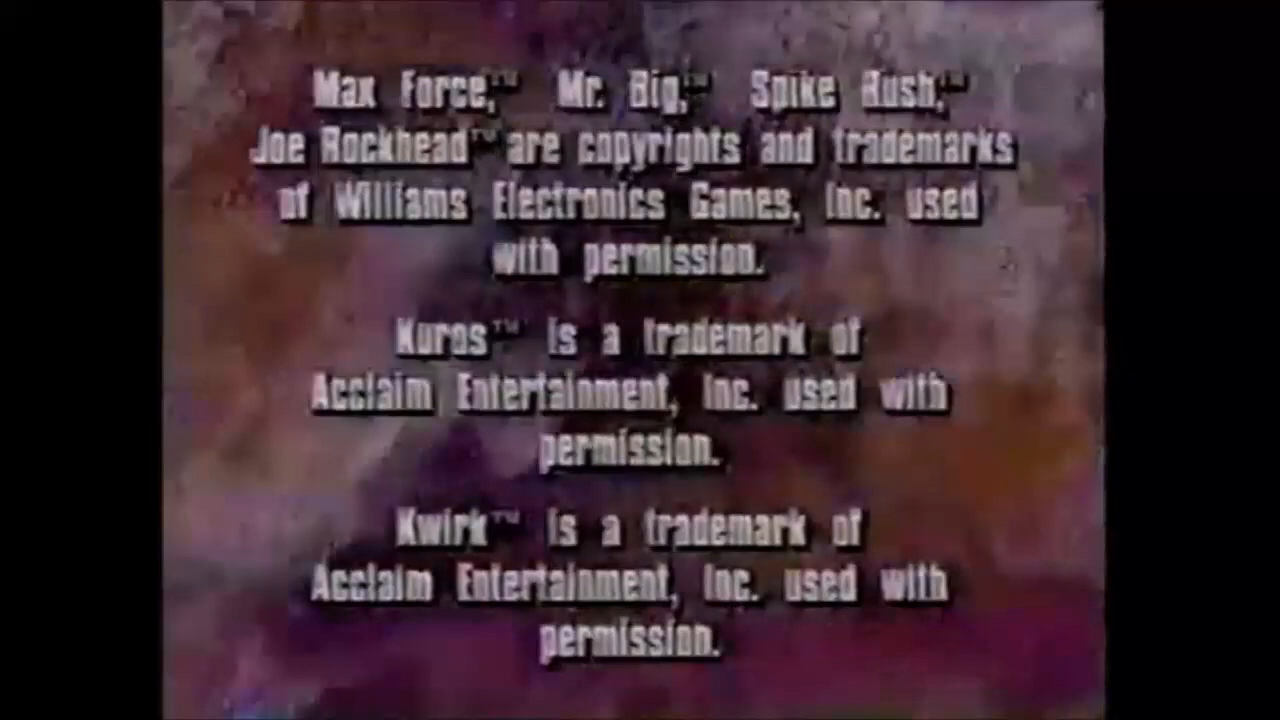 Max Force,™ Mr. Big,™ Spike Rush,™
Joe Rockhead™ are copyrights and trademarks
of Williams Electronics Games, Inc. used
with permission.
Kuros™ is a trademark of
Acclaim Entertainment, Inc. used with
permission.
Kwirk™ is a trademark of
Acclaim Entertainment, Inc. used with
permission.